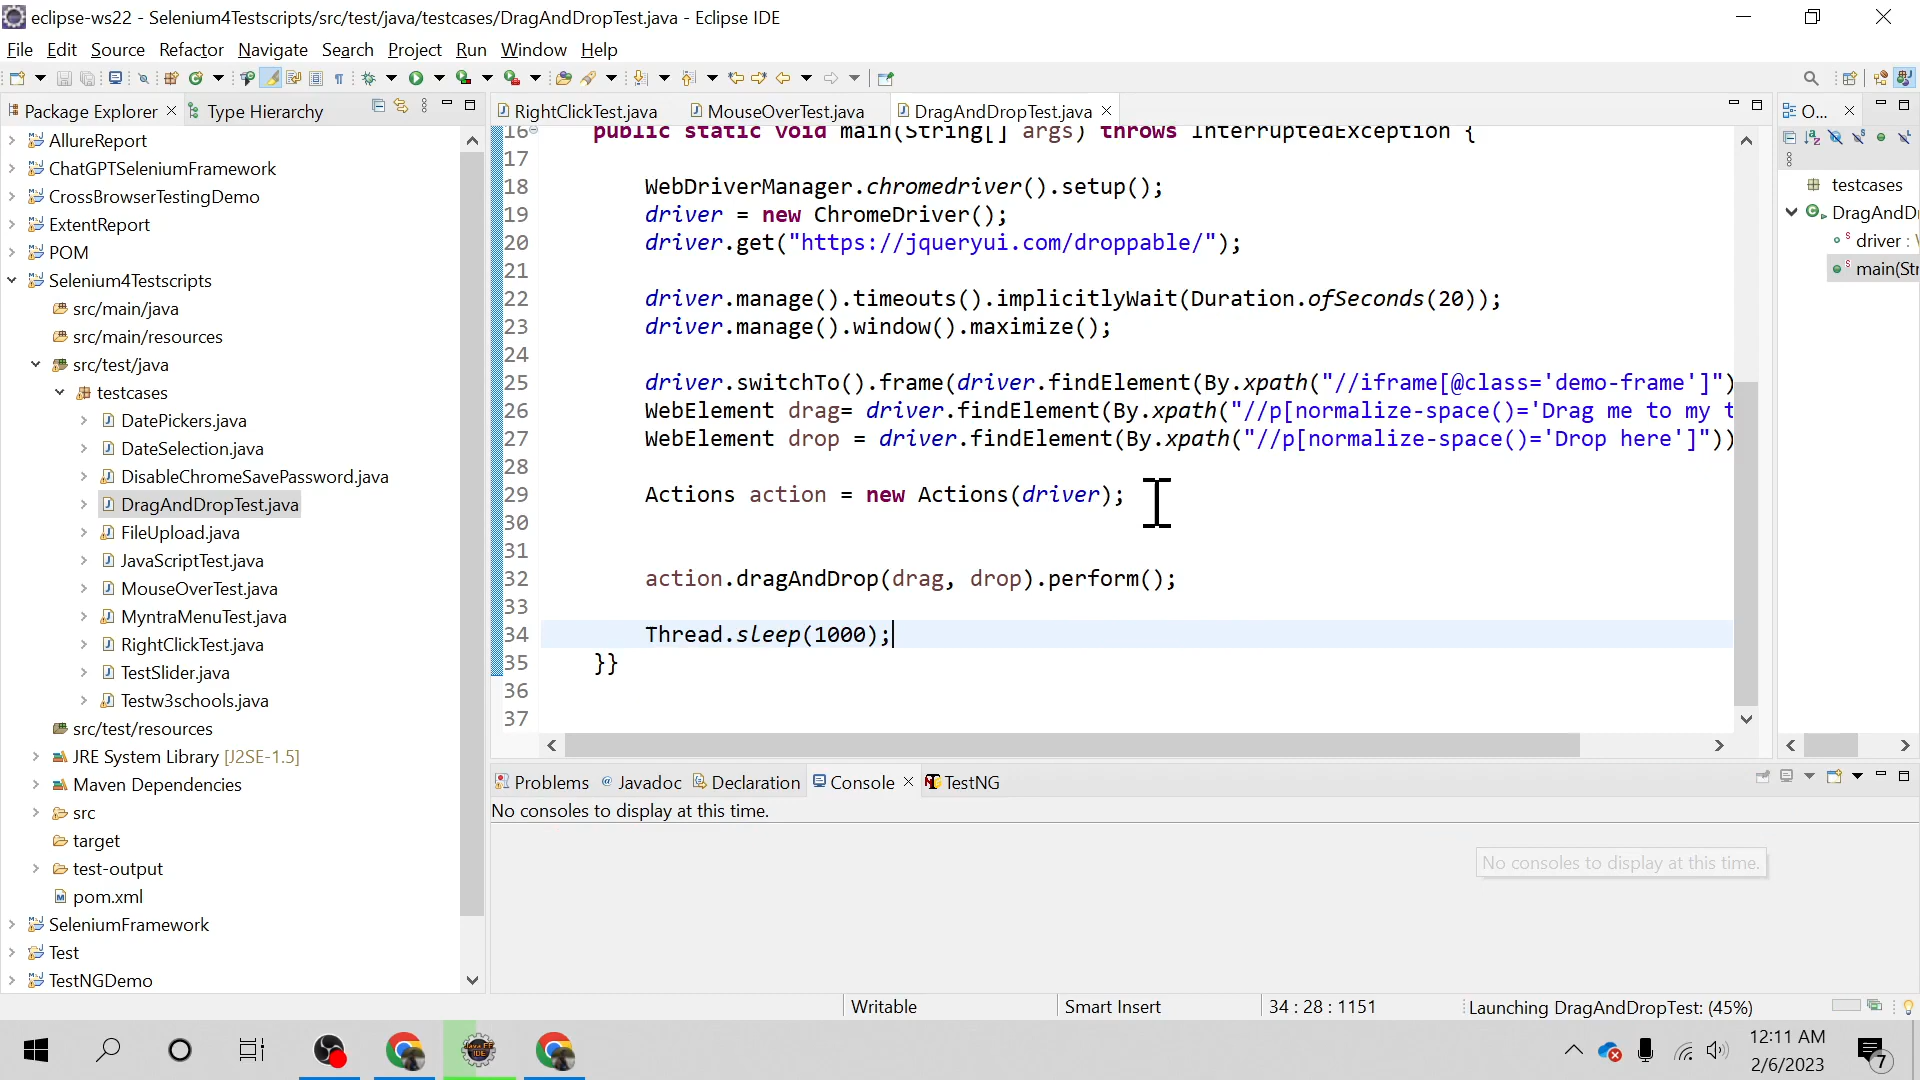 eclipse-ws22 - Selenium4Testscripts/src/test/java/testcases/DragAndDropTest.java - Eclipse IDE
File Edit Source Refactor Navigate Search Project Run Window Help
Package Explorer
Type Hierarchy
AllureReport
ChatGPTSeleniumFramework
CrossBrowserTestingDemo
ExtentReport
POM
Selenium4Testscripts
src/main/java
src/main/resources
src/test/java
testcases
DatePickers.java
DateSelection.java
DisableChromeSavePassword.java
DragAndDropTest.java
FileUpload.java
JavaScriptTest.java
MouseOverTest.java
MyntraMenuTest.java
RightClickTest.java
TestSlider.java
Testw3schools.java
src/test/resources
JRE System Library [J2SE-1.5]
Maven Dependencies
src
target
test-output
pom.xml
SeleniumFramework
Test
TestNGDemo
RightClickTest.java
MouseOverTest.java
DragAndDropTest.java
16 public static void main(String[] args) throws InterruptedException {
17
18 WebDriverManager.chromedriver().setup();
19 driver = new ChromeDriver();
20 driver.get("https://jqueryui.com/droppable/");
21
22 driver.manage().timeouts().implicitlyWait(Duration.ofSeconds(20));
23 driver.manage().window().maximize();
24
25 driver.switchTo().frame(driver.findElement(By.xpath("//iframe[@class='demo-frame']")
26 WebElement drag= driver.findElement(By.xpath("//p[normalize-space()='Drag me to my t
27 WebElement drop = driver.findElement(By.xpath("//p[normalize-space()='Drop here']"))
28
29 Actions action = new Actions(driver);
30
31
32 action.dragAndDrop(drag, drop).perform();
33
34 Thread.sleep(1000);
35 }}
36
37
O...
testcases
DragAndD
driver :
main(Str
Problems
Javadoc
Declaration
Console
TestNG
No consoles to display at this time.
No consoles to display at this time.
Writable
Smart Insert
34 : 28 : 1151
Launching DragAndDropTest: (45%)
12:11 AM
2/6/2023
7